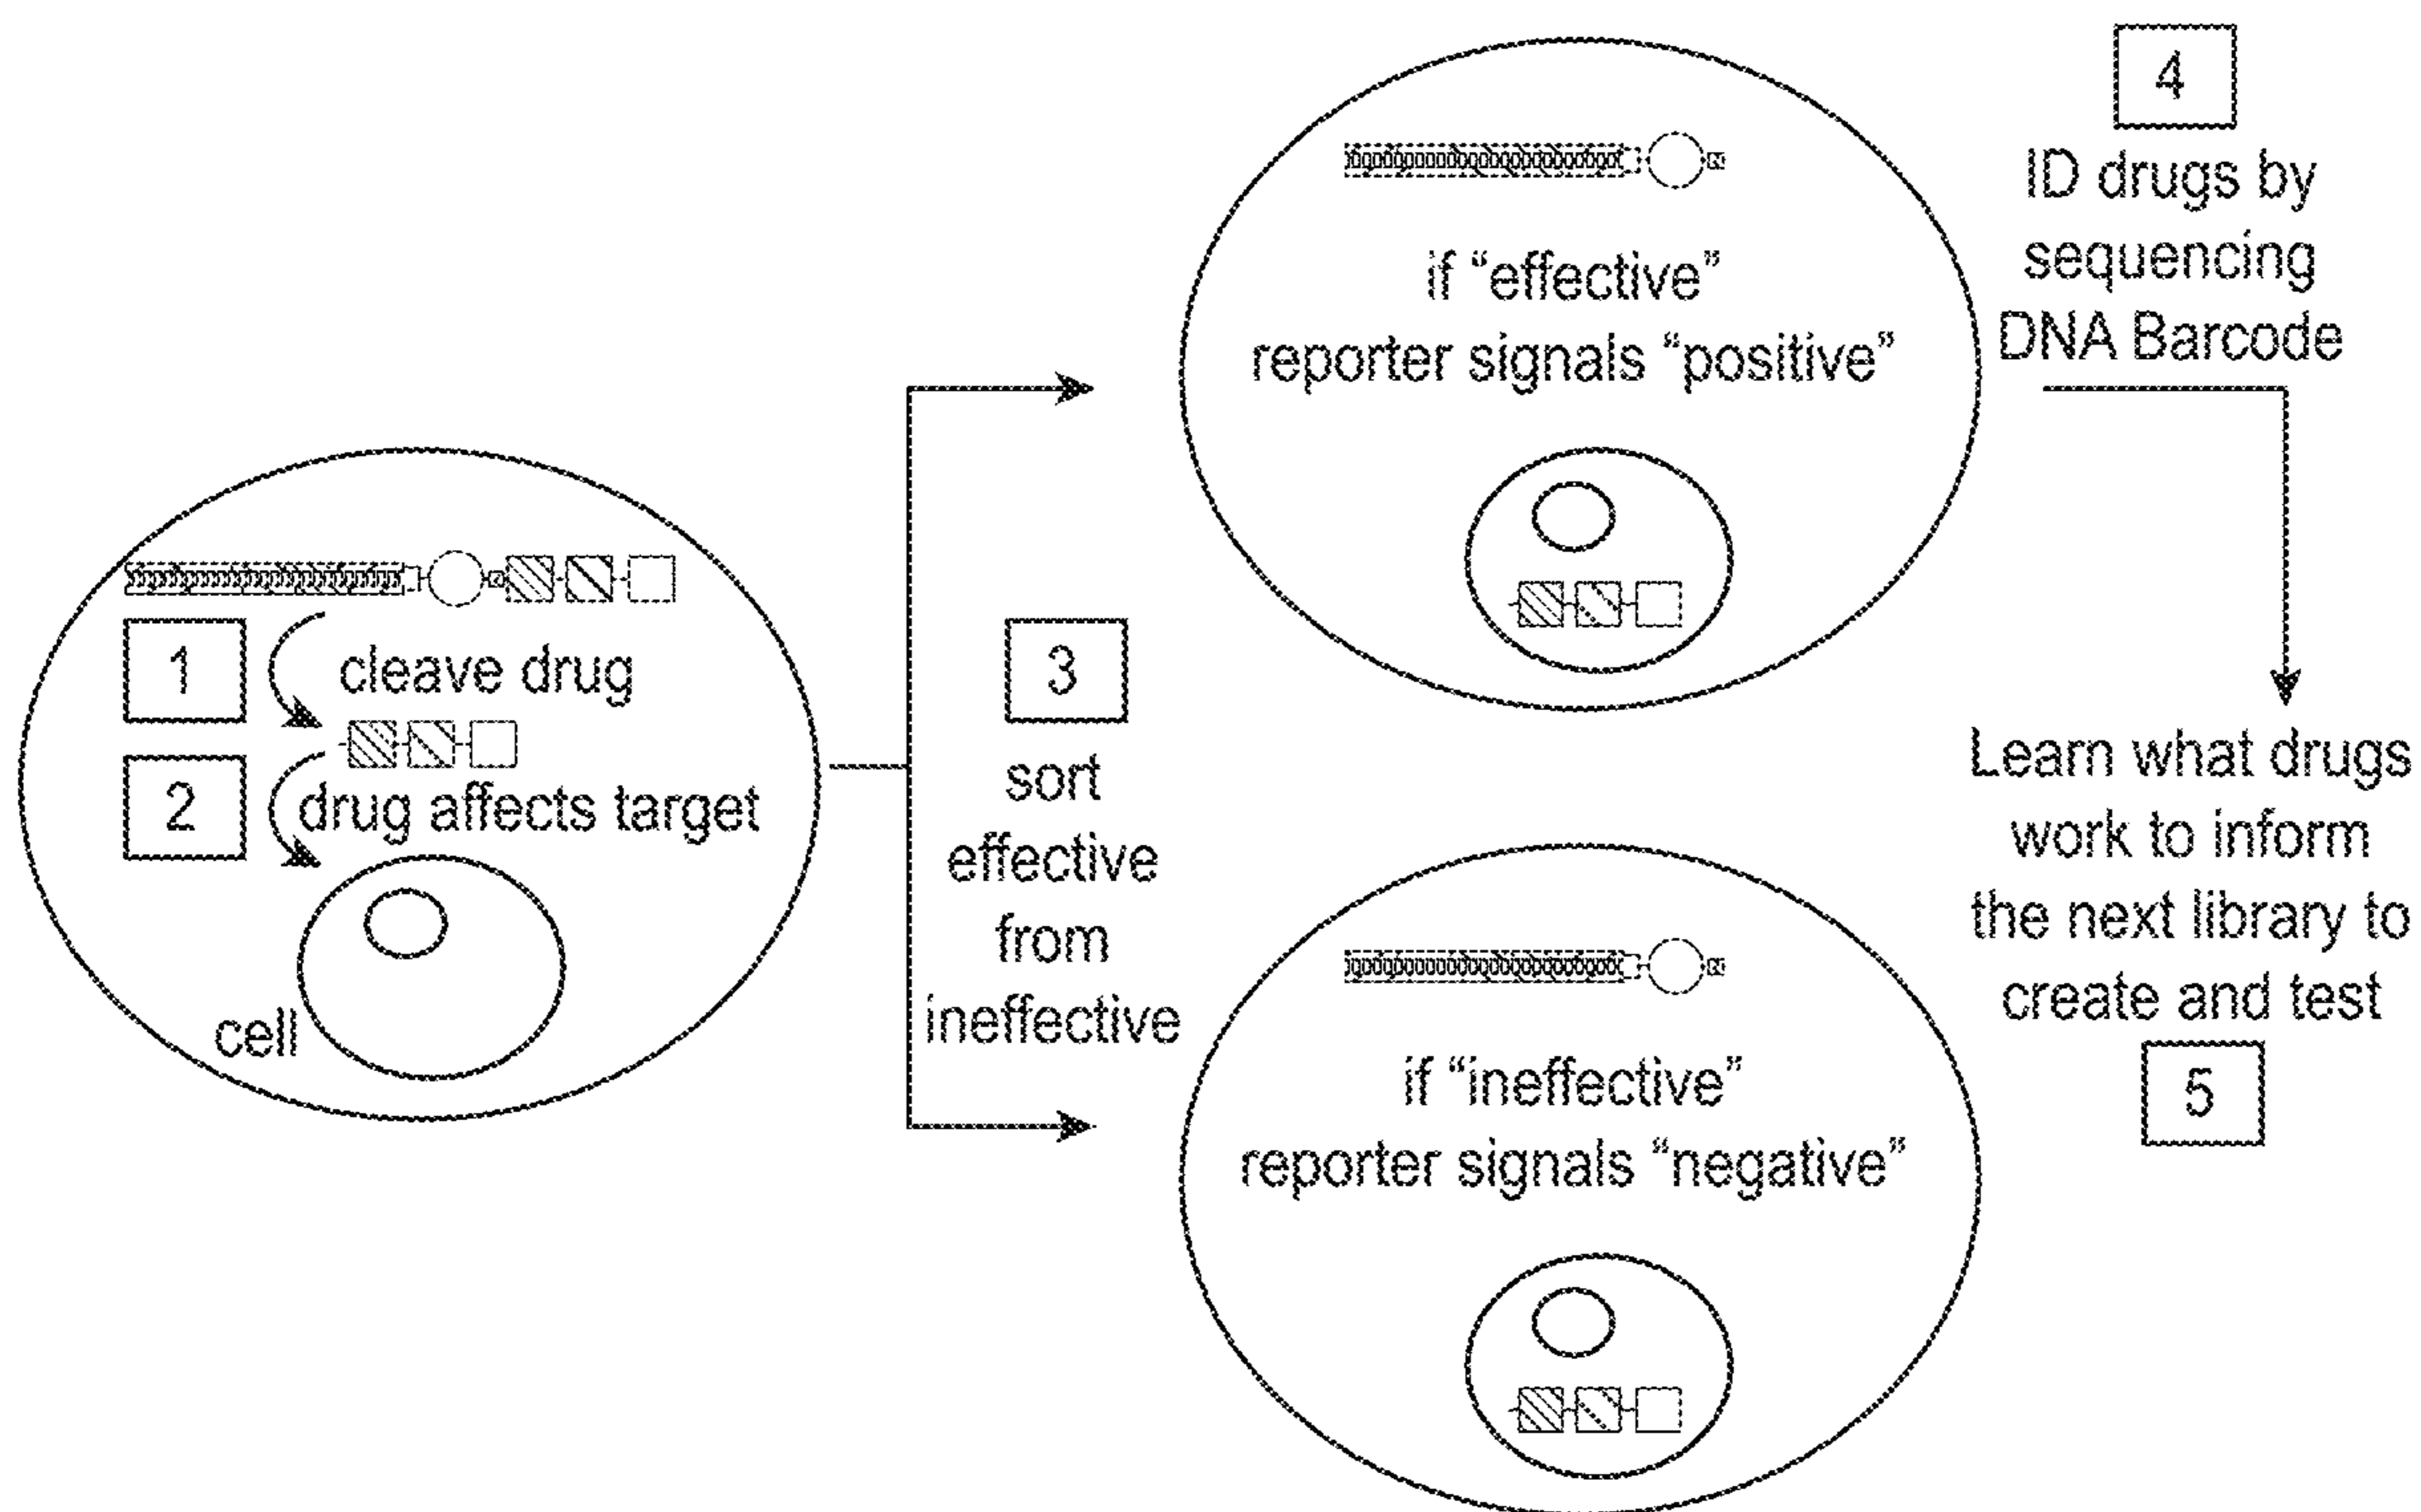 1
cleave drug
2
drug affects target
cell
3
sort
effective
from
ineffective
if “effective”
reporter signals “positive”
if “ineffective”
reporter signals “negative”
4
ID drugs by
sequencing
DNA Barcode
Learn what drugs
work to inform
the next library to
create and test
5